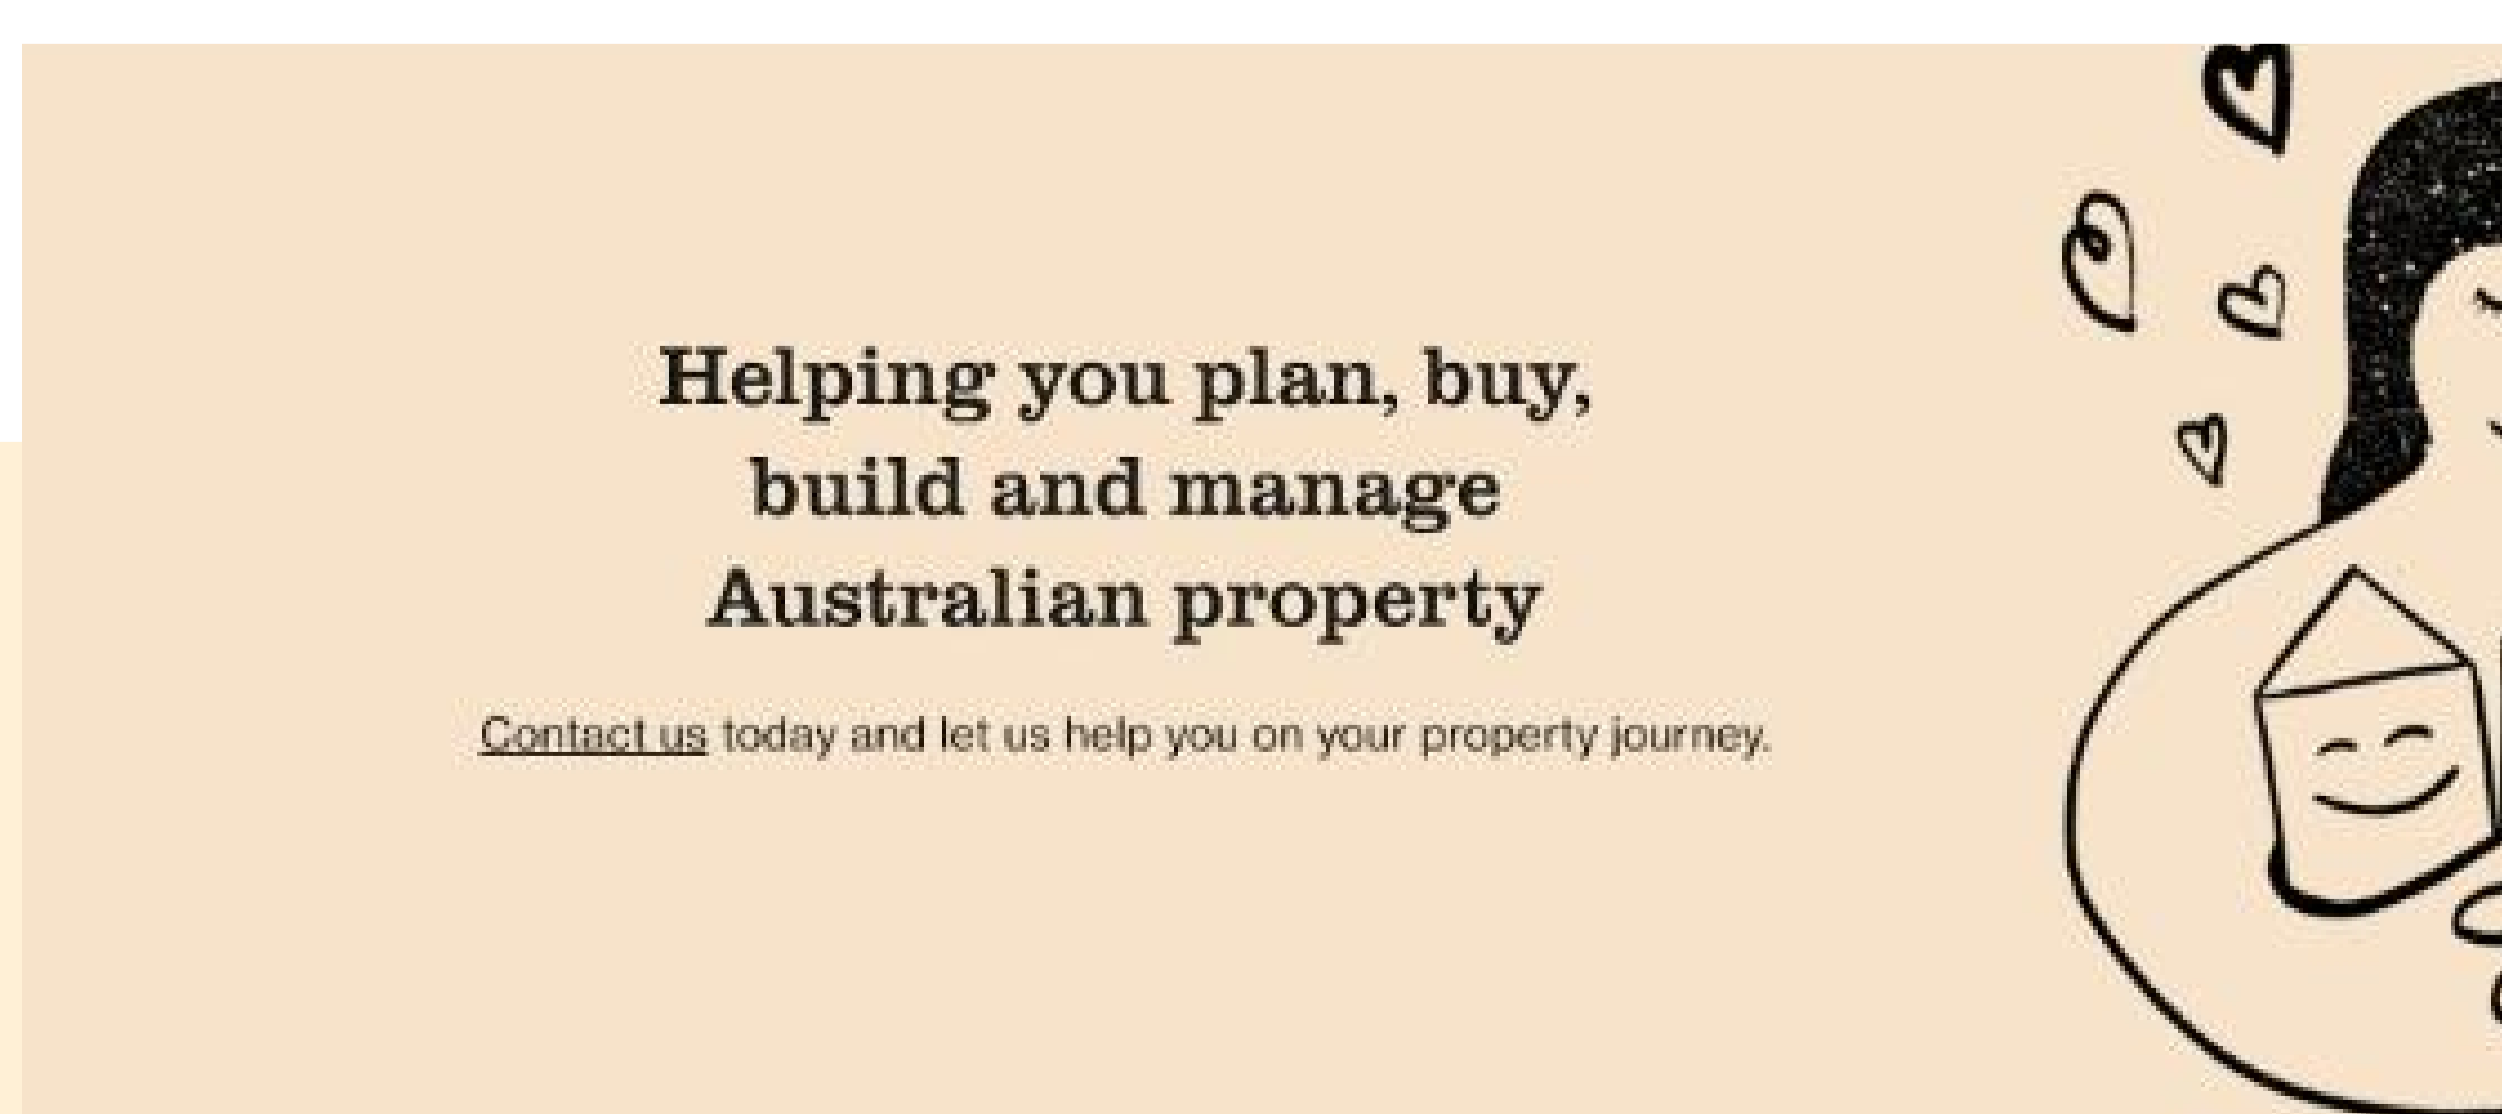 Helping you plan, buy,
build and manage
Australian property
Contact us today and let us help you on your property journey.